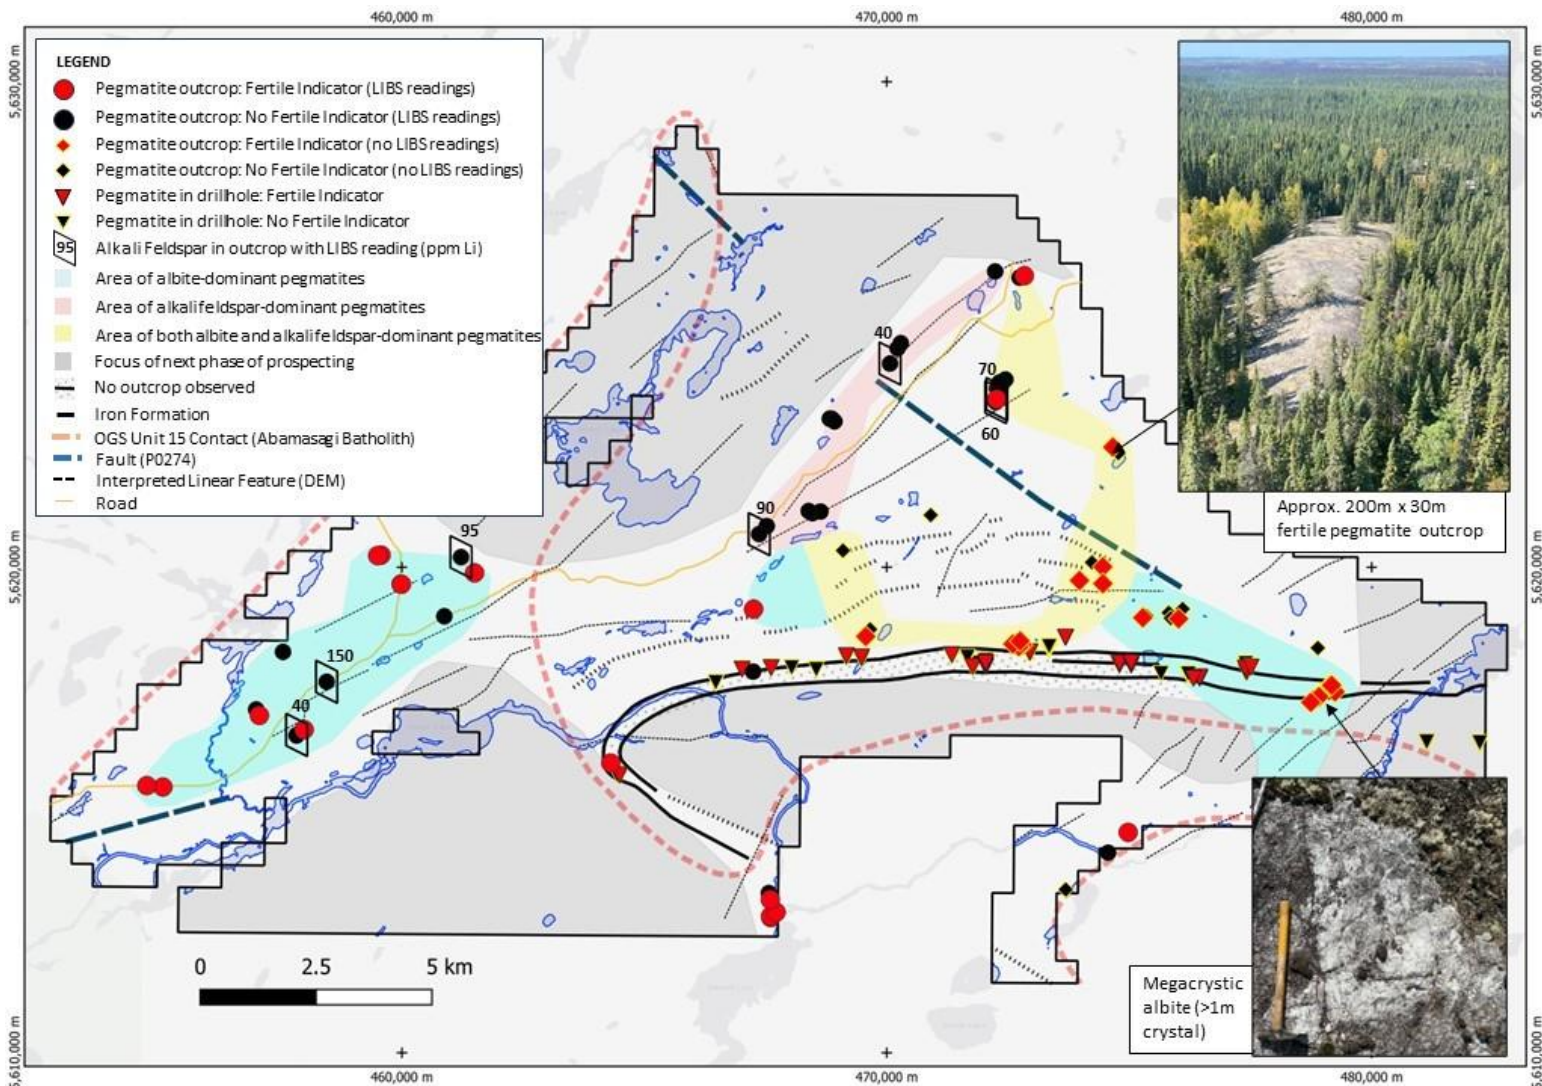 460,000 m
470,000 m
480,000 m
5,630,000 m
5,630,000 m
LEGEND
Pegmatite outcrop: Fertile Indicator (LIBS readings)
Pegmatite outcrop: No Fertile Indicator (LIBS readings)
Pegmatite outcrop: Fertile Indicator (no LIBS readings)
Pegmatite outcrop: No Fertile Indicator (no LIBS readings)
Pegmatite in drillhole: Fertile Indicator
Pegmatite in drillhole: No Fertile Indicator
95 Alkali Feldspar in outcrop with LIBS reading (ppm Li)
Area of albite-dominant pegmatites
Area of alkalifeldspar-dominant pegmatites
Area of both albite and alkalifeldspar-dominant pegmatites
Focus of next phase of prospecting
No outcrop observed
Iron Formation
OGS Unit 15 Contact (Abamasagi Batholith)
Fault (P0274)
Interpreted Linear Feature (DEM)
Road
40
70
60
90
95
150
40
Approx. 200m x 30m
fertile pegmatite outcrop
5,620,000 m
5,620,000 m
0 2.5 5 km
Megacrystic
albite (>1m
crystal)
5,610,000 m
5,610,000 m
460,000 m
470,000 m
480,000 m